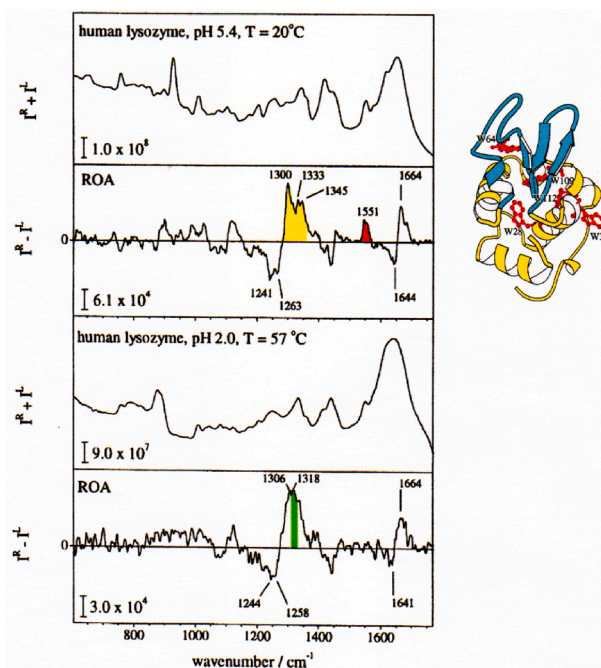 human lysozyme, pH 5.4, T = 20°C
I^R + I^L
1.0 x 10^8
ROA
1300
1333
1345
1551
1664
I^R - I^L
0
1241
1263
1644
6.1 x 10^4
human lysozyme, pH 2.0, T = 57 °C
I^R + I^L
9.0 x 10^7
ROA
1306
1318
1664
I^R - I^L
0
1244
1258
1641
3.0 x 10^4
800 1000 1200 1400 1600
wavenumber / cm^-1
W64
W109
W112
W28